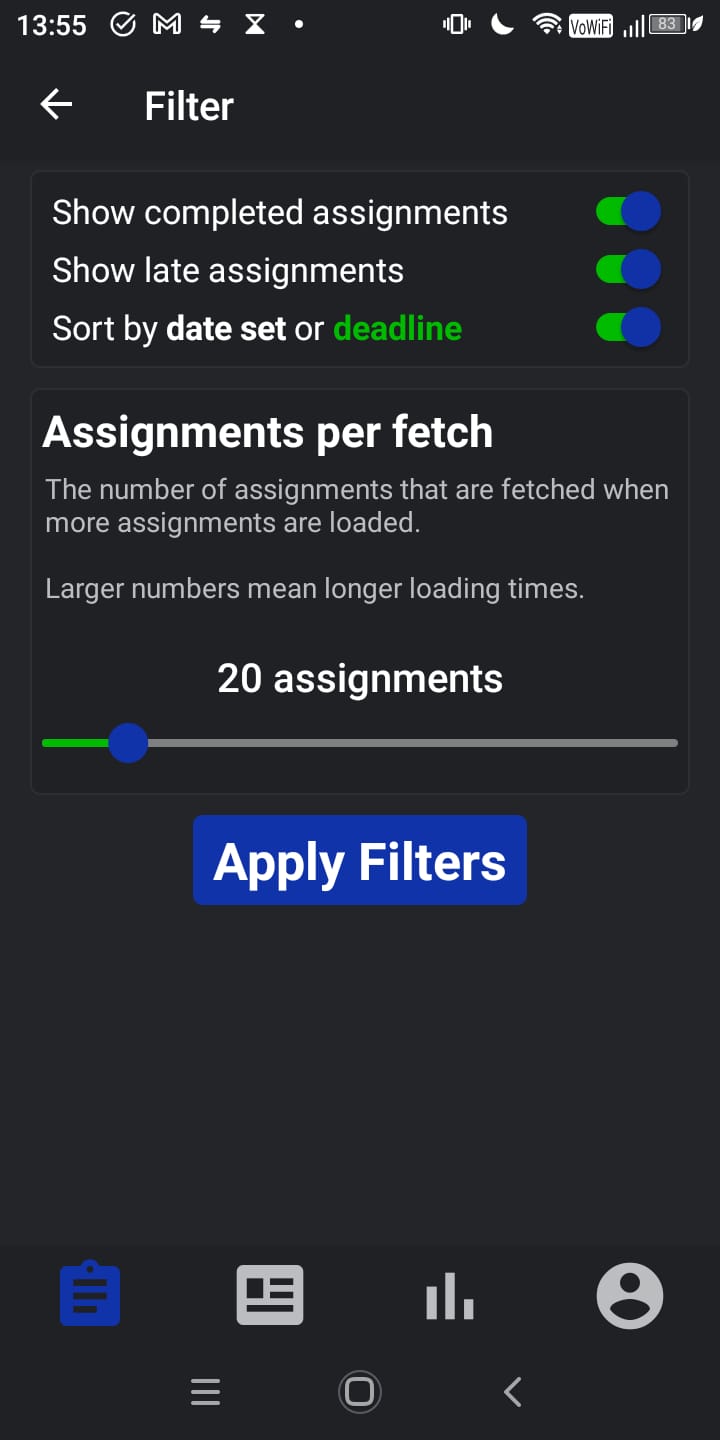 13:55
VoWiFi
83
Filter
Show completed assignments
Show late assignments
Sort by date set or deadline
Assignments per fetch
The number of assignments that are fetched when
more assignments are loaded.
Larger numbers mean longer loading times.
20 assignments
Apply Filters